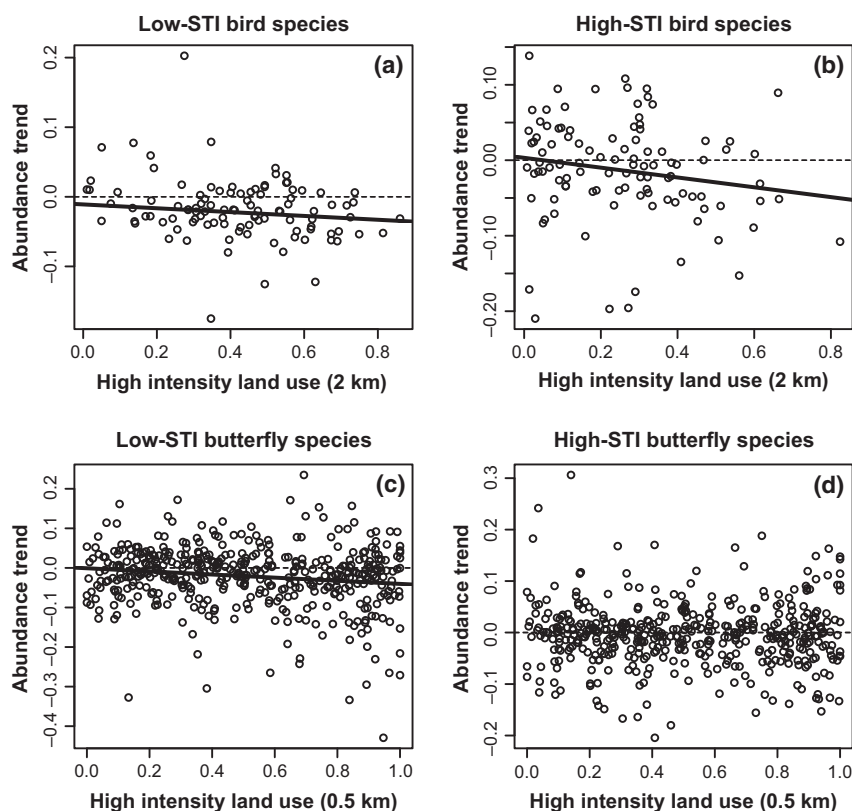 Low-STI bird species
(a)
Abundance trend
0.2
0.1
0.0
−0.1
0.0 0.2 0.4 0.6 0.8
High intensity land use (2 km)
High-STI bird species
(b)
Abundance trend
0.10
0.00
−0.10
−0.20
0.0 0.2 0.4 0.6 0.8
High intensity land use (2 km)
Low-STI butterfly species
(c)
Abundance trend
0.2
0.1
0.0
−0.1
−0.2
−0.3
−0.4
0.0 0.2 0.4 0.6 0.8 1.0
High intensity land use (0.5 km)
High-STI butterfly species
(d)
Abundance trend
0.3
0.2
0.1
0.0
−0.1
−0.2
0.0 0.2 0.4 0.6 0.8 1.0
High intensity land use (0.5 km)